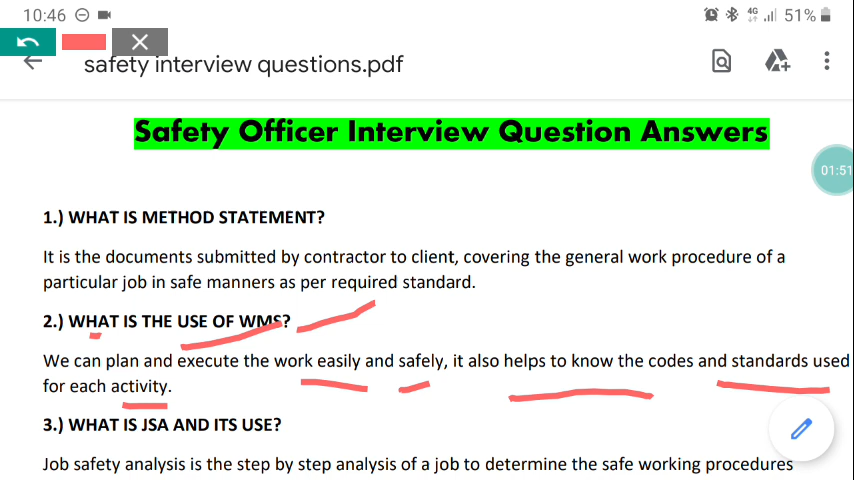 10:46
4G
51%
safety interview questions.pdf
Safety Officer Interview Question Answers
01:51
1.) WHAT IS METHOD STATEMENT?
It is the documents submitted by contractor to client, covering the general work procedure of a
particular job in safe manners as per required standard.
2.) WHAT IS THE USE OF WMS?
We can plan and execute the work easily and safely, it also helps to know the codes and standards used
for each activity.
3.) WHAT IS JSA AND ITS USE?
Job safety analysis is the step by step analysis of a job to determine the safe working procedures